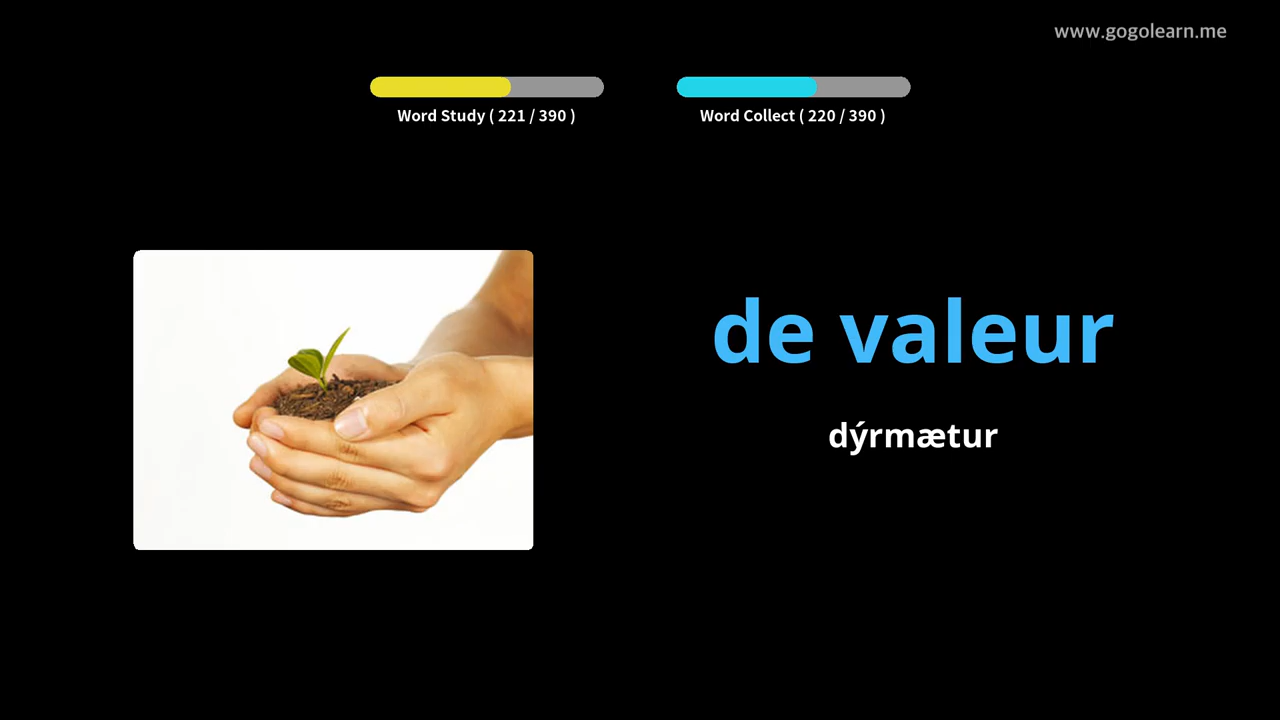 www.gogolearn.me
Word Study ( 221 / 390 )
Word Collect ( 220 / 390 )
de valeur
dýrmætur